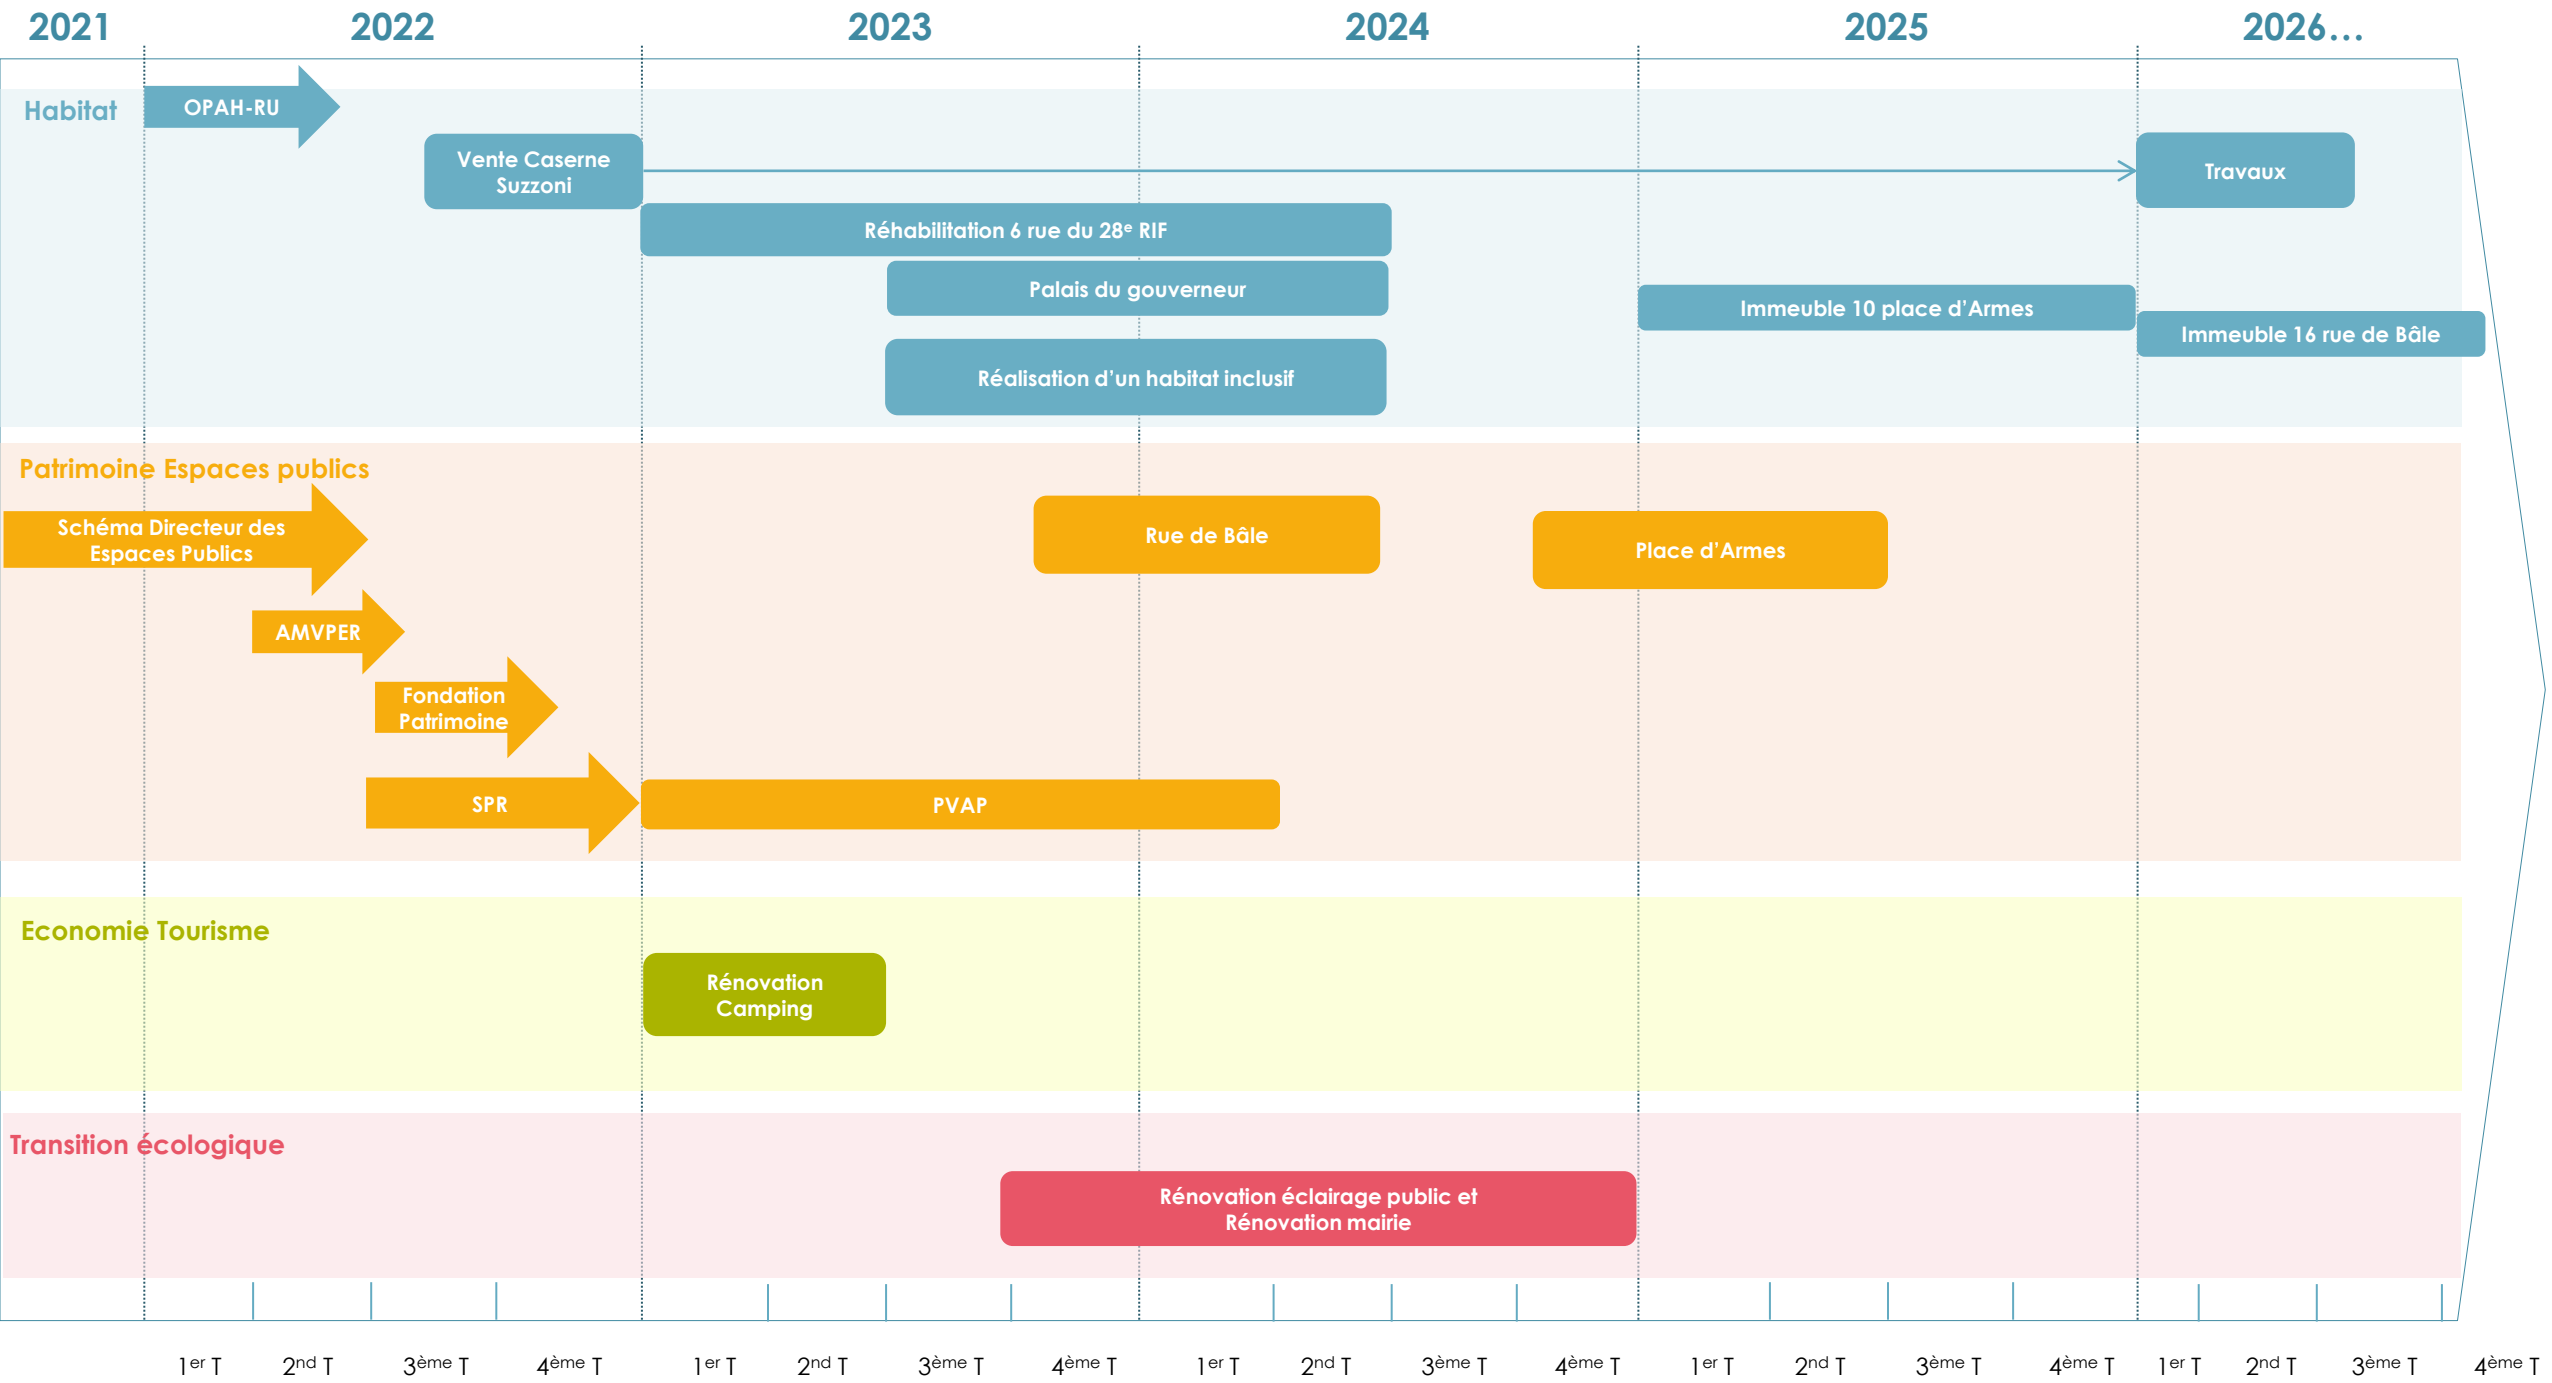 2021 2022 2023 2024 2025 2026…
Habitat
OPAH-RU
Vente Caserne
Suzzoni
Travaux
Réhabilitation 6 rue du 28e RIF
Palais du gouverneur
Immeuble 10 place d’Armes
Immeuble 16 rue de Bâle
Réalisation d’un habitat inclusif
Patrimoine Espaces publics
Schéma Directeur des
Espaces Publics
Rue de Bâle
Place d’Armes
AMVPER
Fondation
Patrimoine
SPR
PVAP
Economie Tourisme
Rénovation
Camping
Transition écologique
Rénovation éclairage public et
Rénovation mairie
1er T 2nd T 3ème T 4ème T 1er T 2nd T 3ème T 4ème T 1er T 2nd T 3ème T 4ème T 1er T 2nd T 3ème T 4ème T 1er T 2nd T 3ème T 4ème T